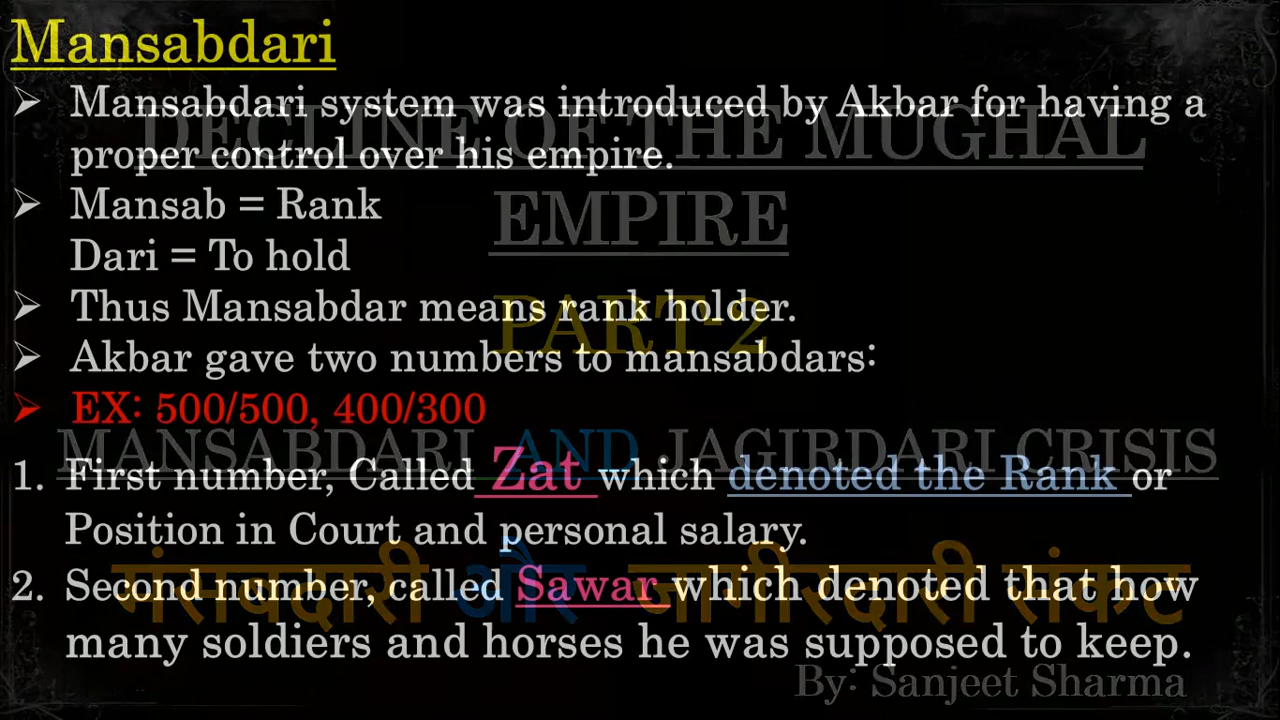 Mansabdari
➢ Mansabdari system was introduced by Akbar for having a
proper control over his empire.
➢ Mansab = Rank
Dari = To hold
➢ Thus Mansabdar means rank holder.
➢ Akbar gave two numbers to mansabdars:
➢ EX: 500/500, 400/300
1. First number, Called Zat which denoted the Rank or
Position in Court and personal salary.
2. Second number, called Sawar which denoted that how
many soldiers and horses he was supposed to keep.
DECLINE OF THE MUGHAL
EMPIRE
PART-2
MANSABDARI AND JAGIRDARI CRISIS
मंसबदारी और जागीरदारी संकट
By: Sanjeet Sharma